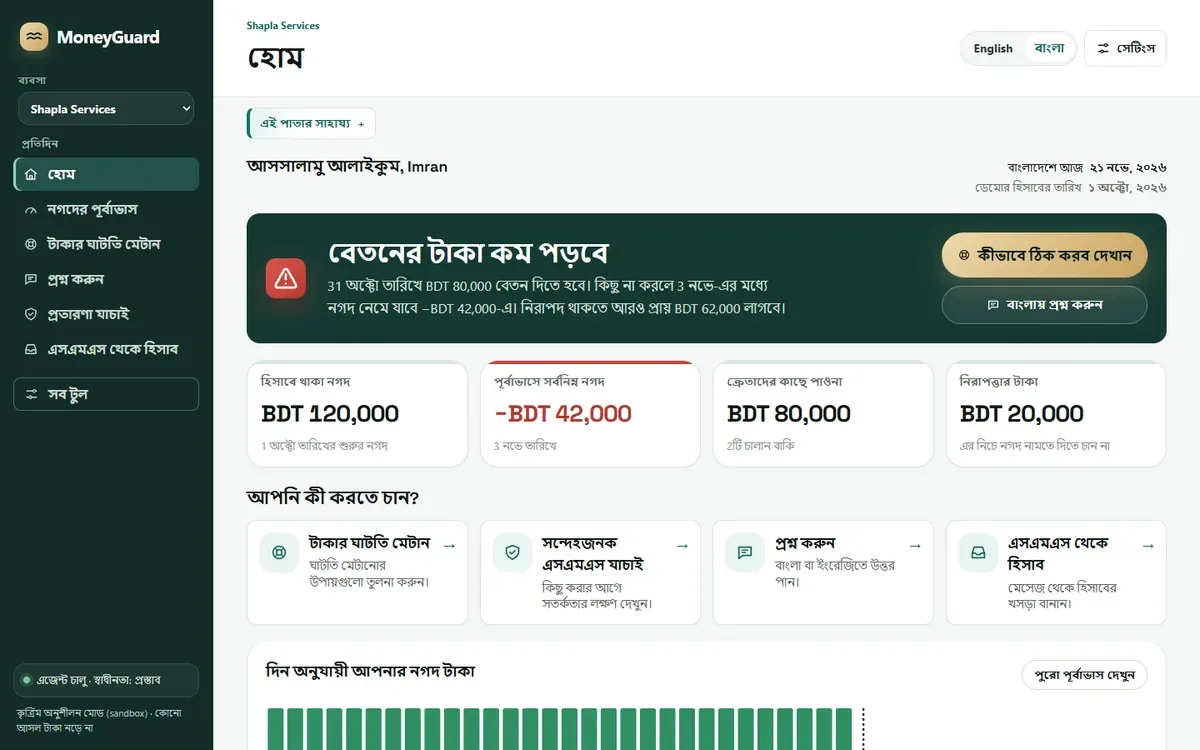 MoneyGuard
ব্যবসা
Shapla Services
প্রতিদিন
হোম
নগদের পূর্বাভাস
টাকার ঘাটতি মেটান
প্রশ্ন করুন
প্রতারণা যাচাই
এসএমএস থেকে হিসাব
সব টুল
এজেন্ট চালু · স্বাধীনতা: প্রস্তাব
কৃত্রিম অনুশীলন মোড (sandbox) · কোনো
আসল টাকা নড়ে না
Shapla Services
হোম
English বাংলা সেটিংস
এই পাতার সাহায্য +
আসসালামু আলাইকুম, Imran
বাংলাদেশে আজ ২১ নভে, ২০২৬
ডেমোর হিসাবের তারিখ ১ অক্টো, ২০২৬
বেতনের টাকা কম পড়বে
31 অক্টো তারিখে BDT 80,000 বেতন দিতে হবে। কিছু না করলে 3 নভে-এর মধ্যে
নগদ নেমে যাবে −BDT 42,000-এ। নিরাপদ থাকতে আরও প্রায় BDT 62,000 লাগবে।
কীভাবে ঠিক করব দেখান
বাংলায় প্রশ্ন করুন
হিসাবে থাকা নগদ
BDT 120,000
1 অক্টো তারিখের শুরুর নগদ
পূর্বাভাসে সর্বনিম্ন নগদ
−BDT 42,000
3 নভে তারিখে
ক্রেতাদের কাছে পাওনা
BDT 80,000
2টি চালান বাকি
নিরাপত্তার টাকা
BDT 20,000
এর নিচে নগদ নামতে দিতে চান না
আপনি কী করতে চান?
টাকার ঘাটতি মেটান →
ঘাটতি মেটানোর
উপায়গুলো তুলনা করুন।
সন্দেহজনক →
এসএমএস যাচাই
কিছু করার আগে
সতর্কতার লক্ষণ দেখুন।
প্রশ্ন করুন →
বাংলা বা ইংরেজিতে উত্তর
পান।
এসএমএস থেকে →
হিসাব
মেসেজ থেকে হিসাবের
খসড়া বানান।
দিন অনুযায়ী আপনার নগদ টাকা
পুরো পূর্বাভাস দেখুন